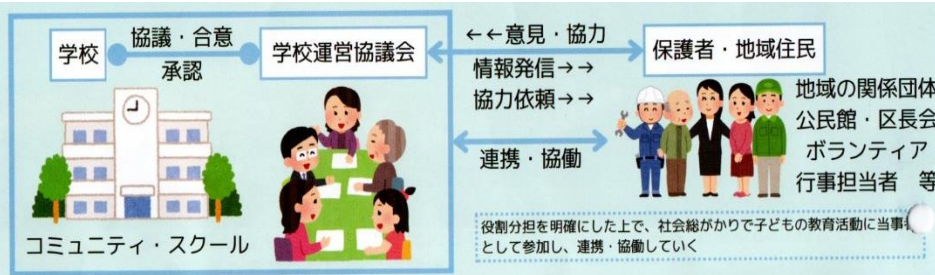 学校
協議・合意
承認
学校運営協議会
←←意見・協力
情報発信→→
協力依頼→→
連携・協働
保護者・地域住民
地域の関係団体
公民館・区長会
ボランティア
行事担当者 等
コミュニティ・スクール
役割分担を明確にした上で、社会総がかりで子どもの教育活動に当事
として参加し、連携・協働していく